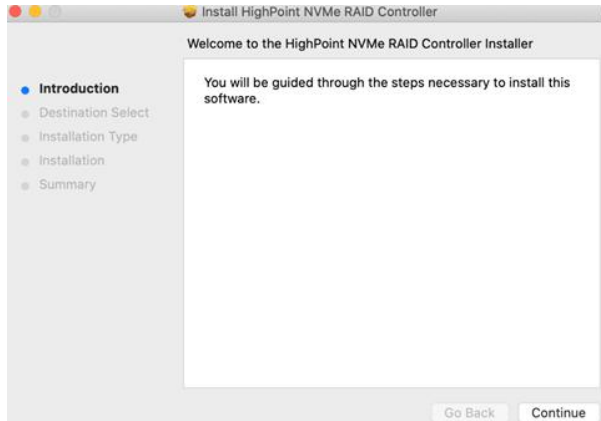 Install HighPoint NVMe RAID Controller
Welcome to the HighPoint NVMe RAID Controller Installer
Introduction
Destination Select
Installation Type
Installation
Summary
You will be guided through the steps necessary to install this
software.
Go Back
Continue